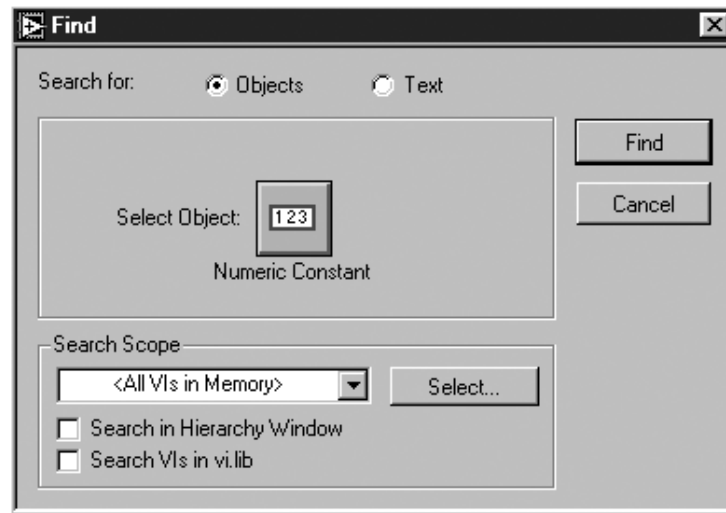 Find
Search for: Objects Text
Find
Cancel
Select Object: 123
Numeric Constant
Search Scope
<All VIs in Memory> Select...
Search in Hierarchy Window
Search VIs in vi.lib